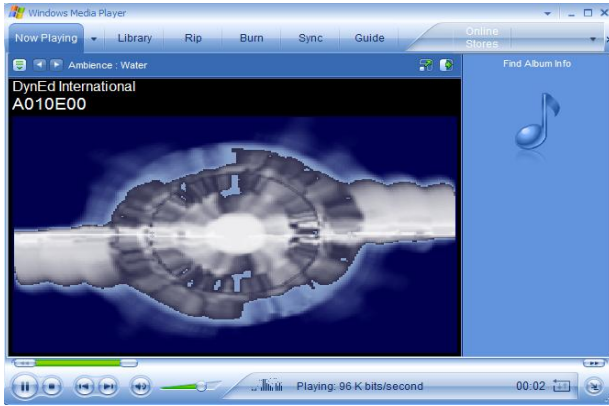 Windows Media Player
Now Playing Library Rip Burn Sync Guide Online Stores
Ambience : Water
Find Album Info
DynEd International
A010E00
Playing: 96 K bits/second 00:02